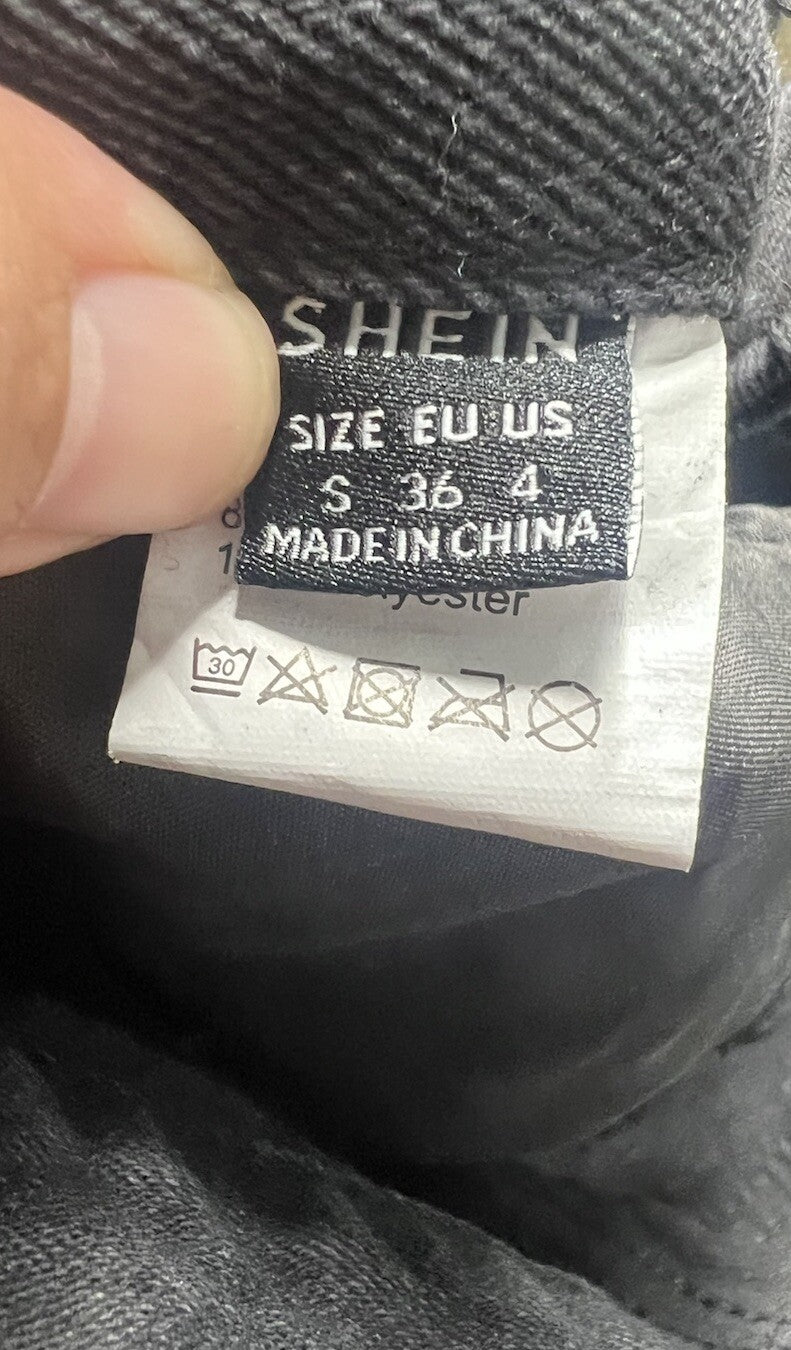 SHEIN
SIZE EU US
S 36 4
MADE IN CHINA
30